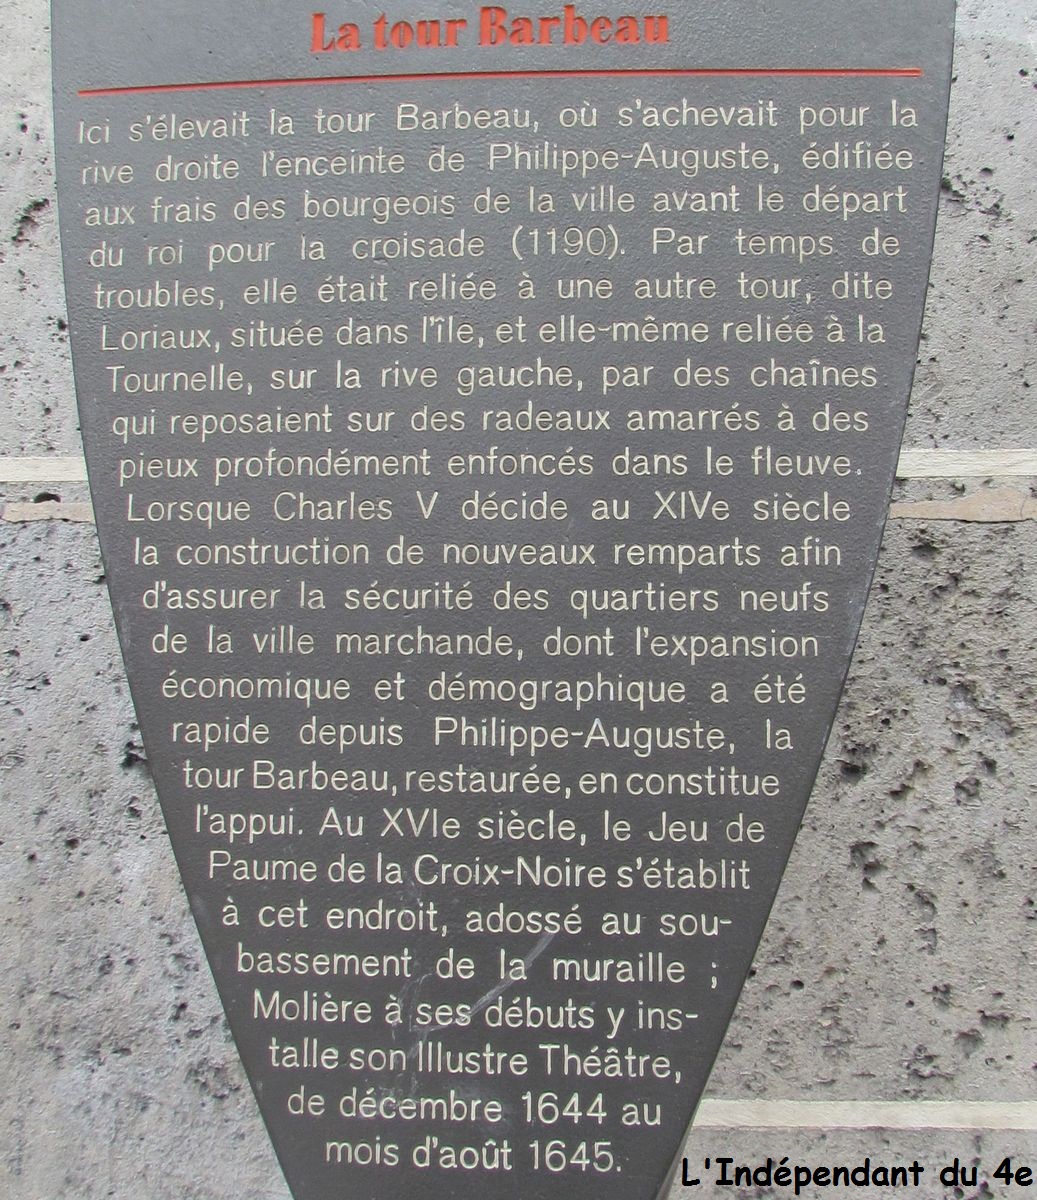 La tour Barbeau
Ici s'élevait la tour Barbeau, où s'achevait pour la
rive droite l'enceinte de Philippe-Auguste, édifiée
aux frais des bourgeois de la ville avant le départ
du roi pour la croisade (1190). Par temps de
troubles, elle était reliée à une autre tour, dite
Loriaux, située dans l'île, et elle-même reliée à la
Tournelle, sur la rive gauche, par des chaînes
qui reposaient sur des radeaux amarrés à des
pieux profondément enfoncés dans le fleuve.
Lorsque Charles V décide au XIVe siècle
la construction de nouveaux remparts afin
d'assurer la sécurité des quartiers neufs
de la ville marchande, dont l'expansion
économique et démographique a été
rapide depuis Philippe-Auguste, la
tour Barbeau, restaurée, en constitue
l'appui. Au XVIe siècle, le Jeu de
Paume de la Croix-Noire s'établit
à cet endroit, adossé au sou-
bassement de la muraille ;
Molière à ses débuts y ins-
talle son Illustre Théâtre,
de décembre 1644 au
mois d'août 1645.
L'Indépendant du 4e